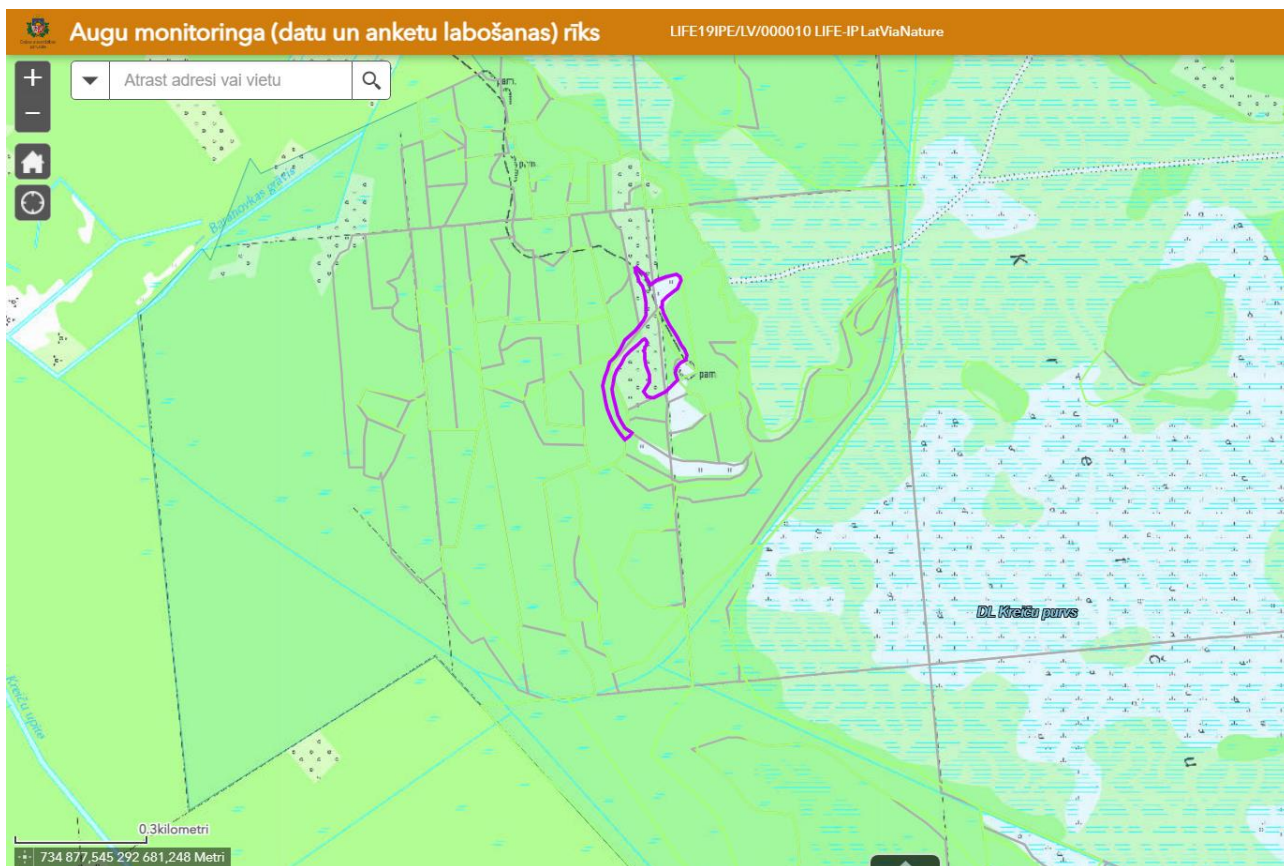 Augu monitoringa (datu un anketu labošanas) rīks
LIFE19IPE/LV/000010 LIFE-IP LatViaNature
+
Atrast adresi vai vietu
−
pam.
pam.
Baranovkas grāvis
K
r
pam.
e
DL Kreiču purvs
č
u
Kreiču upīte
0.3kilometri
734 877,545 292 681,248 Metri